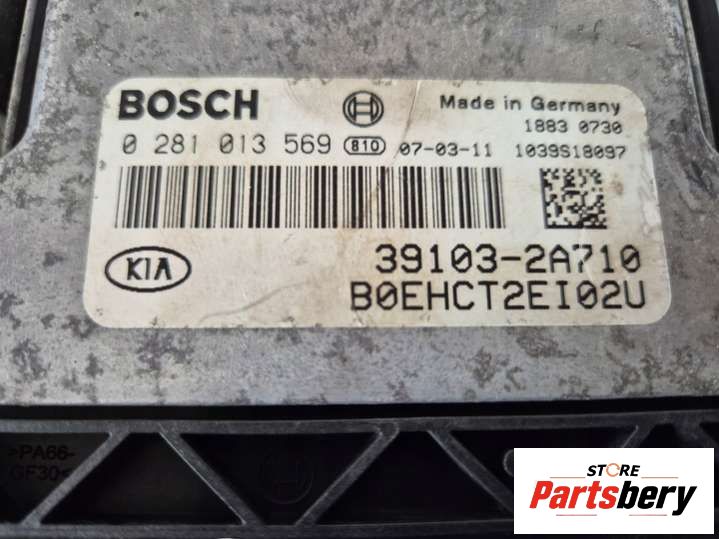 BOSCH
Made in Germany
1883 0730
0 281 013 569 810 07-03-11 1039S18097
KIA
39103-2A710
B0EHCT2EI02U
>PA66-
GF30<
STORE
Partsbery